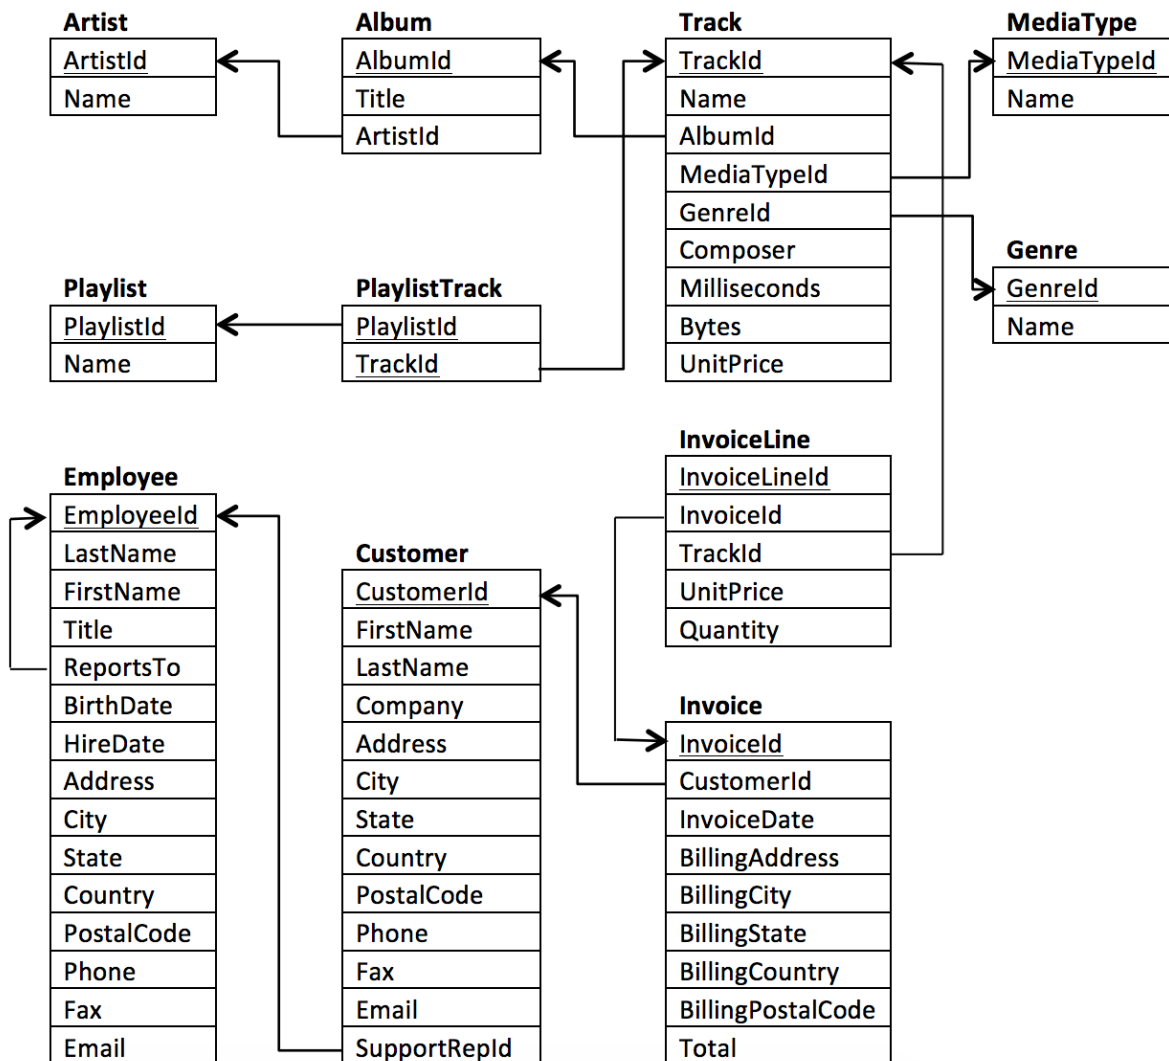 Artist
ArtistId
Name
Album
AlbumId
Title
ArtistId
Track
TrackId
Name
AlbumId
MediaTypeId
GenreId
Composer
Milliseconds
Bytes
UnitPrice
MediaType
MediaTypeId
Name
Genre
GenreId
Name
Playlist
PlaylistId
Name
PlaylistTrack
PlaylistId
TrackId
Employee
EmployeeId
LastName
FirstName
Title
ReportsTo
BirthDate
HireDate
Address
City
State
Country
PostalCode
Phone
Fax
Email
Customer
CustomerId
FirstName
LastName
Company
Address
City
State
Country
PostalCode
Phone
Fax
Email
SupportRepId
InvoiceLine
InvoiceLineId
InvoiceId
TrackId
UnitPrice
Quantity
Invoice
InvoiceId
CustomerId
InvoiceDate
BillingAddress
BillingCity
BillingState
BillingCountry
BillingPostalCode
Total